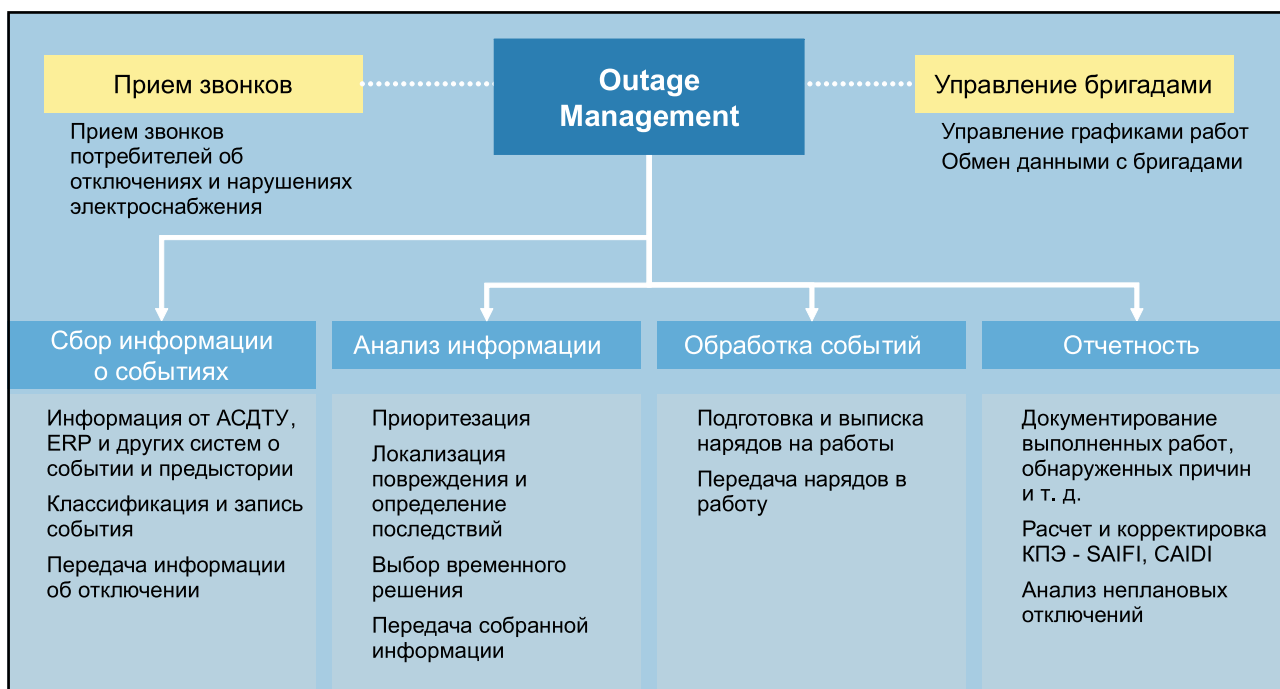 Прием звонков
Прием звонков
потребителей об
отключениях и нарушениях
электроснабжения
Outage
Management
Управление бригадами
Управление графиками работ
Обмен данными с бригадами
Сбор информации
о событиях
Информация от АСДТУ,
ERP и других систем о
событии и предыстории
Классификация и запись
события
Передача информации
об отключении
Анализ информации
Приоритезация
Локализация
повреждения и
определение
последствий
Выбор временного
решения
Передача собранной
информации
Обработка событий
Подготовка и выписка
нарядов на работы
Передача нарядов в
работу
Отчетность
Документирование
выполненных работ,
обнаруженных причин
и т. д.
Расчет и корректировка
КПЭ - SAIFI, CAIDI
Анализ неплановых
отключений